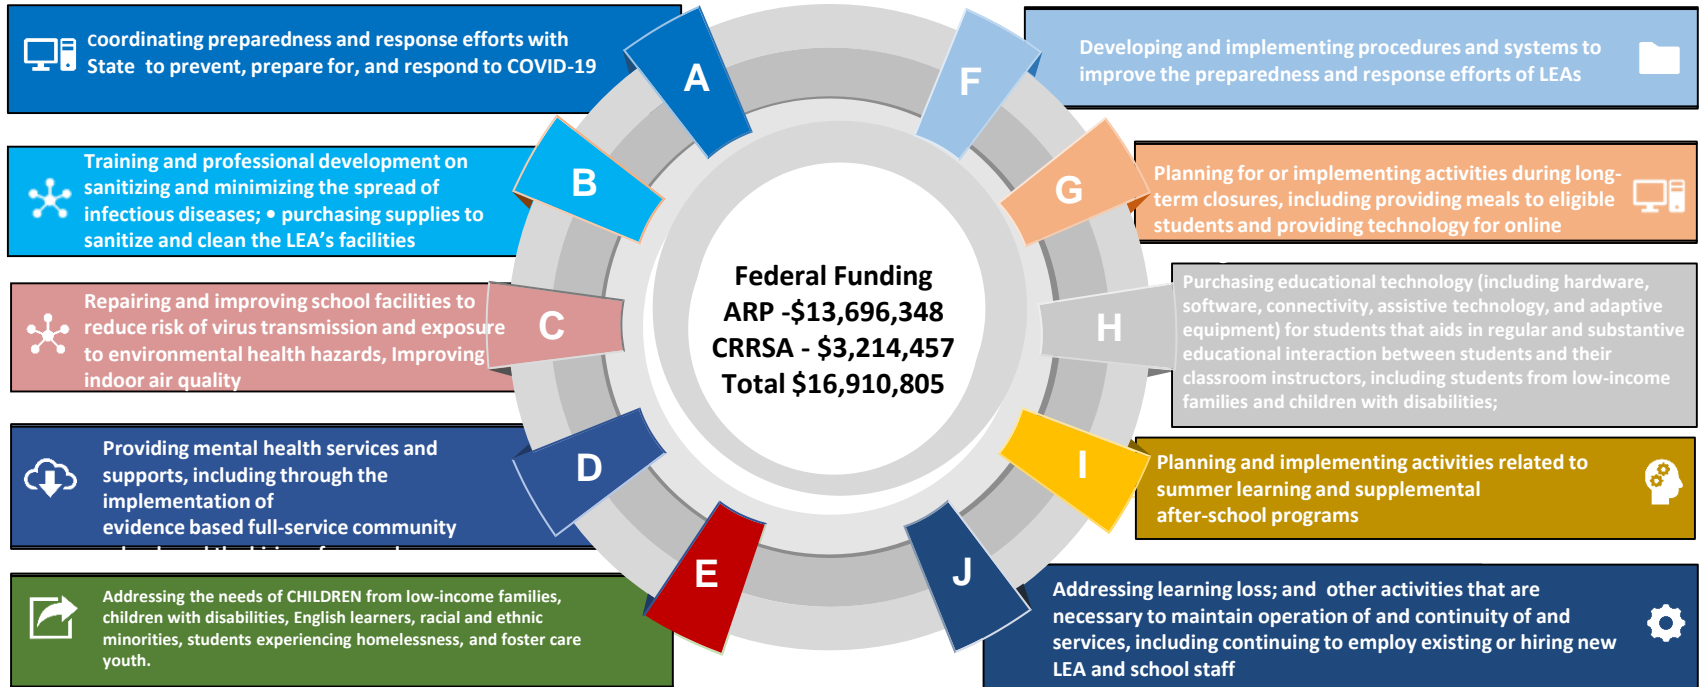 coordinating preparedness and response efforts with
State to prevent, prepare for, and respond to COVID-19
A
Training and professional development on
sanitizing and minimizing the spread of
infectious diseases; • purchasing supplies to
sanitize and clean the LEA’s facilities
B
Repairing and improving school facilities to
reduce risk of virus transmission and exposure
to environmental health hazards, Improving
indoor air quality
C
Providing mental health services and
supports, including through the
implementation of
evidence based full-service community
D
Addressing the needs of CHILDREN from low-income families,
children with disabilities, English learners, racial and ethnic
minorities, students experiencing homelessness, and foster care
youth.
E
Federal Funding
ARP -$13,696,348
CRRSA - $3,214,457
Total $16,910,805
F
Developing and implementing procedures and systems to
improve the preparedness and response efforts of LEAs
G
Planning for or implementing activities during long-
term closures, including providing meals to eligible
students and providing technology for online
H
Purchasing educational technology (including hardware,
software, connectivity, assistive technology, and adaptive
equipment) for students that aids in regular and substantive
educational interaction between students and their
classroom instructors, including students from low-income
families and children with disabilities;
I
Planning and implementing activities related to
summer learning and supplemental
after-school programs
J
Addressing learning loss; and other activities that are
necessary to maintain operation of and continuity of and
services, including continuing to employ existing or hiring new
LEA and school staff